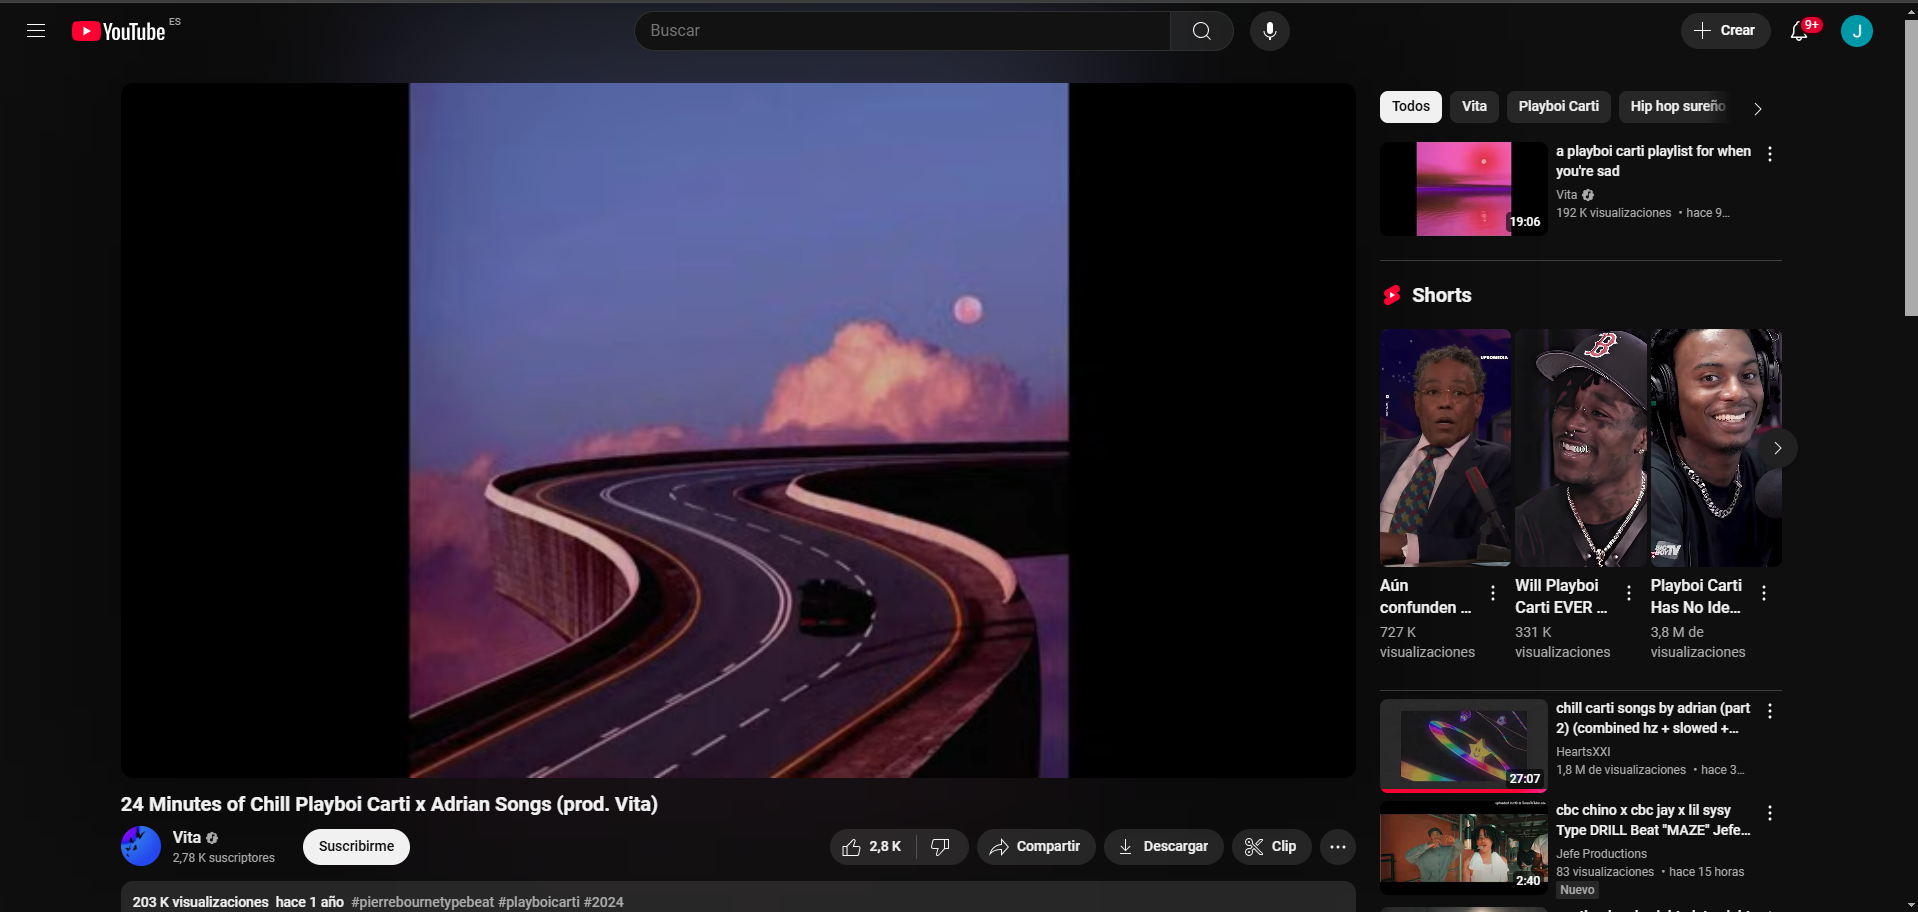 YouTube ES
Buscar
Crear
9+
J
Todos
Vita
Playboi Carti
Hip hop sureño
a playboi carti playlist for when
you're sad
Vita
192 K visualizaciones • hace 9...
19:06
Shorts
UPROMEDIA
B
BIGBOYTV
Aún
confunden ...
727 K
visualizaciones
Will Playboi
Carti EVER ...
331 K
visualizaciones
Playboi Carti
Has No Ide...
3,8 M de
visualizaciones
chill carti songs by adrian (part
2) (combined hz + slowed +...
HeartsXXI
1,8 M de visualizaciones • hace 3...
27:07
cbc chino x cbc jay x lil sysy
Type DRILL Beat "MAZE" Jefe...
Jefe Productions
83 visualizaciones • hace 15 horas
Nuevo
2:40
24 Minutes of Chill Playboi Carti x Adrian Songs (prod. Vita)
Vita
2,78 K suscriptores
Suscribirme
2,8 K
Compartir
Descargar
Clip
203 K visualizaciones hace 1 año #pierrebournetypebeat #playboicarti #2024